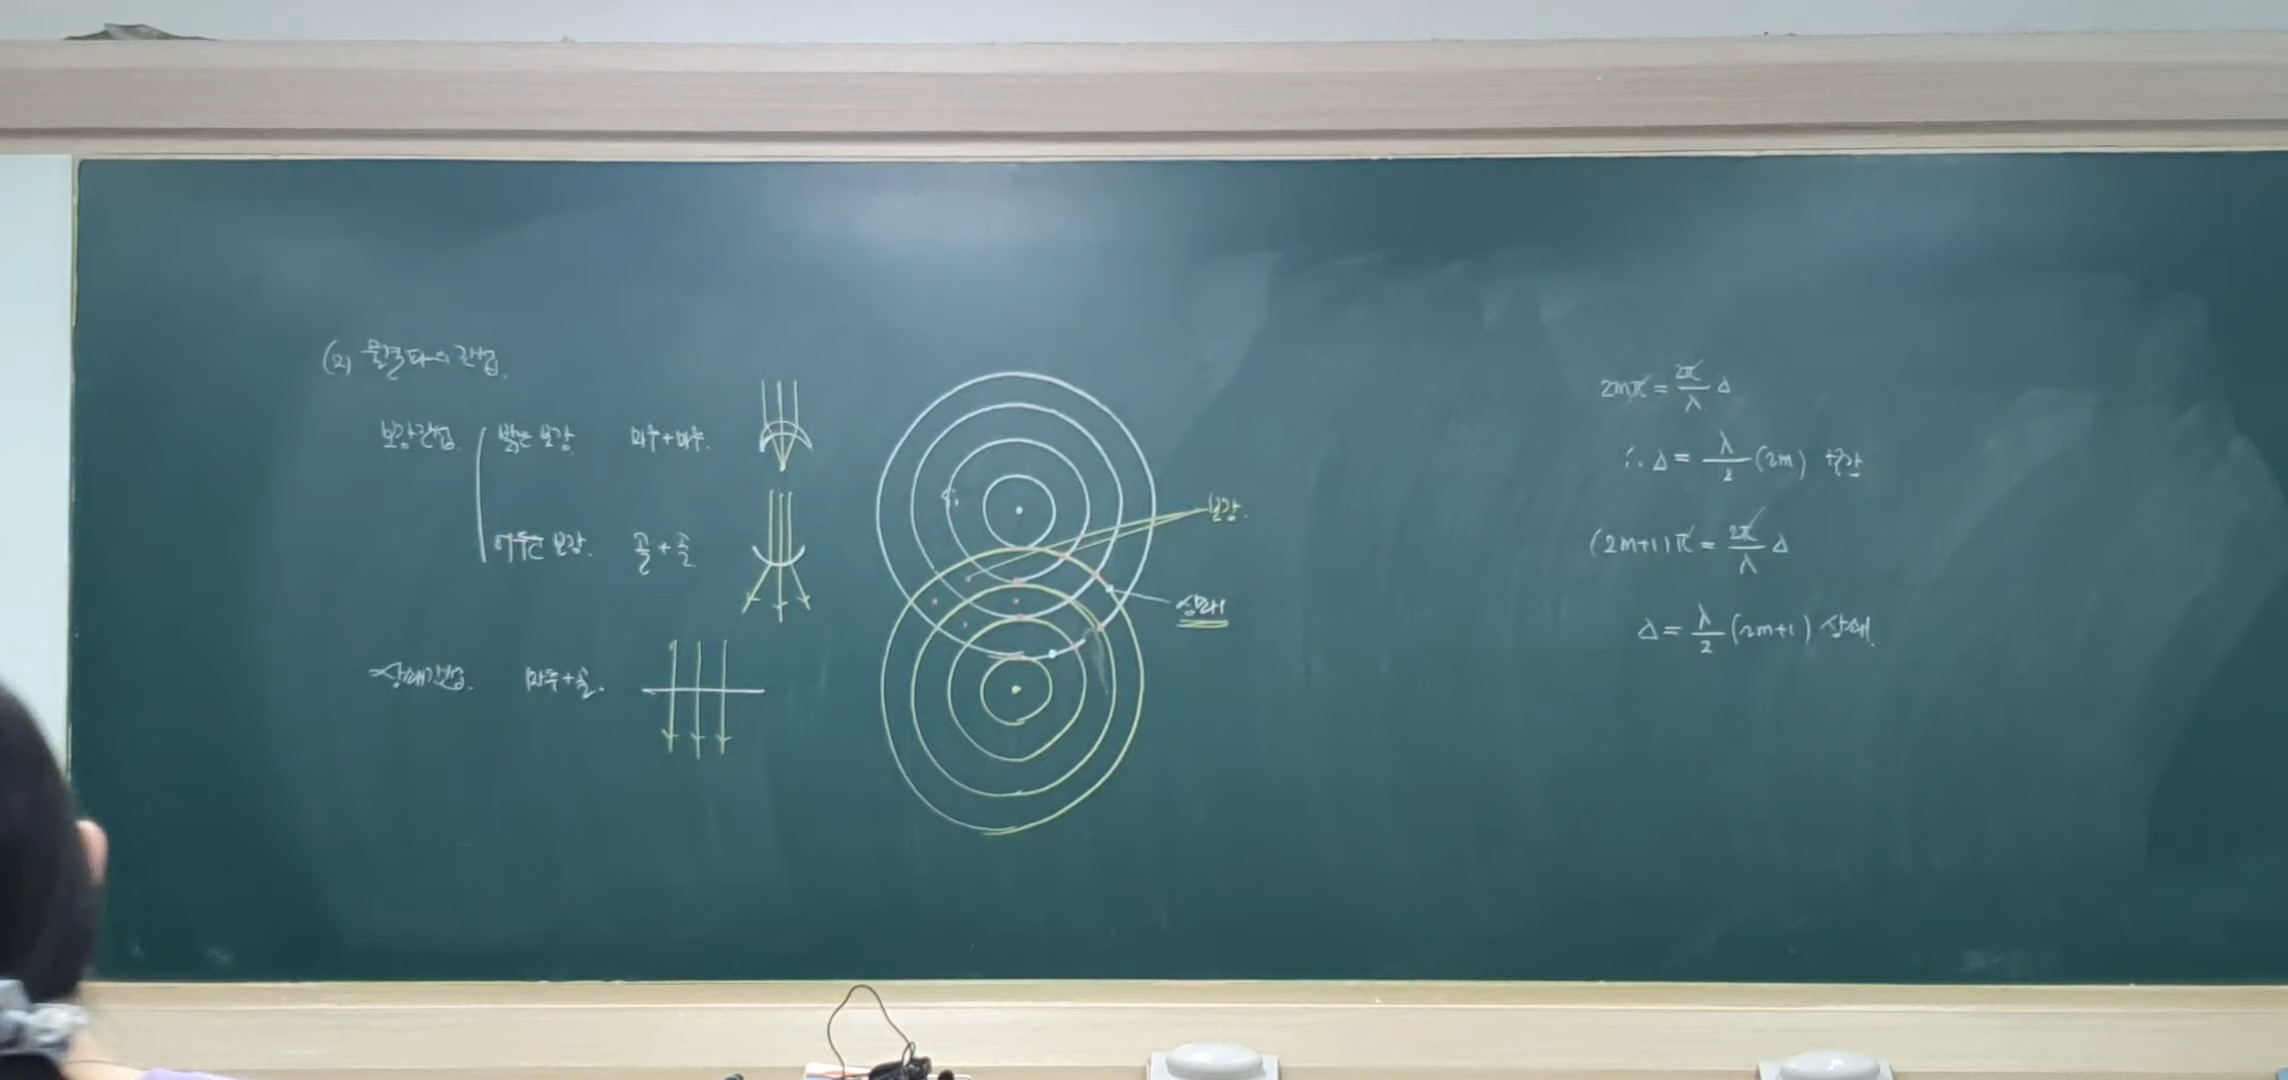 (2) 물결파의 간섭.
보강간섭. 밝은 보강 마루+마루.
어두운 보강. 골+골
상쇄간섭. 마루+골.
S₁
보강.
상쇄
2mπ = 2π/λ Δ
∴ Δ = λ/2 (2m) 보강
(2m+1)π = 2π/λ Δ
Δ = λ/2 (2m+1) 상쇄.